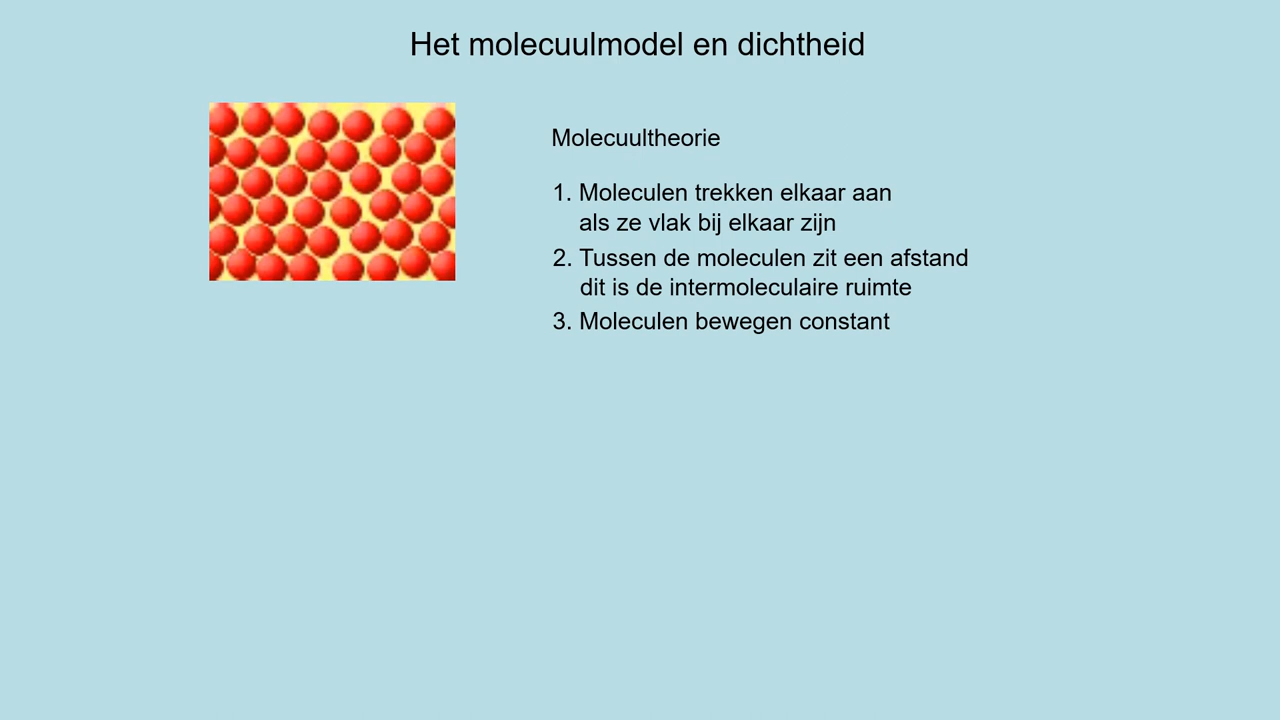 Het molecuulmodel en dichtheid
Molecuultheorie
1. Moleculen trekken elkaar aan
als ze vlak bij elkaar zijn
2. Tussen de moleculen zit een afstand
dit is de intermoleculaire ruimte
3. Moleculen bewegen constant